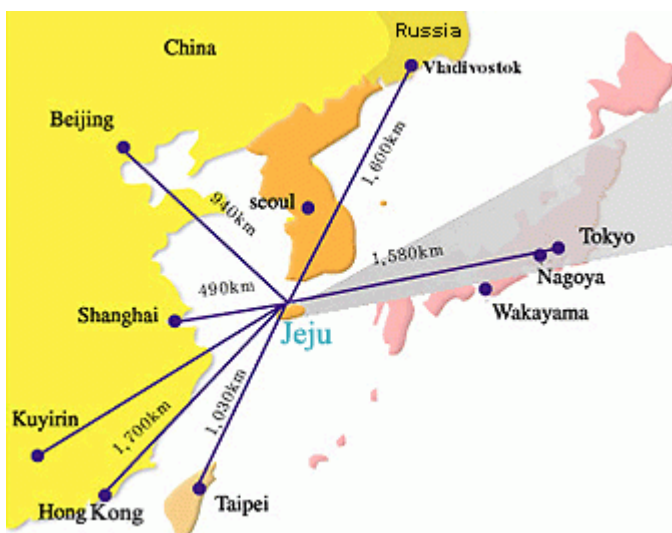 Russia
China
Vladivostok
Beijing
1,600km
940km
seoul
1,580km
Tokyo
Nagoya
490km
Shanghai
Wakayama
Jeju
1,030km
Kuyirin
1,700km
Taipei
Hong Kong